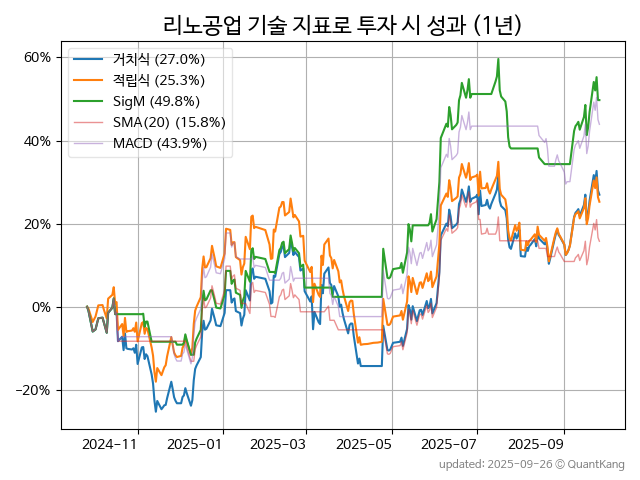 리노공업 기술 지표로 투자 시 성과 (1년)
거치식 (27.0%)
적립식 (25.3%)
SigM (49.8%)
SMA(20) (15.8%)
MACD (43.9%)
60%
40%
20%
0%
−20%
2024−11 2025−01 2025−03 2025−05 2025−07 2025−09
updated: 2025−09−26 © QuantKang